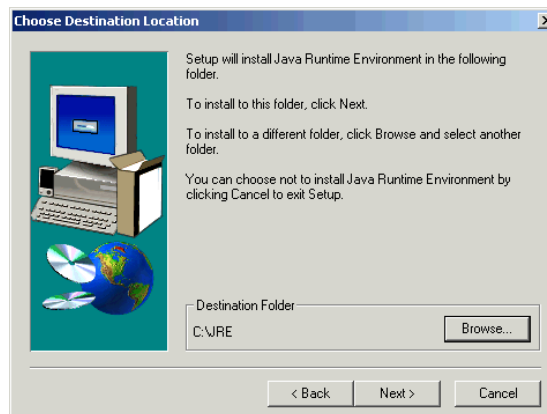 Choose Destination Location
Setup will install Java Runtime Environment in the following
folder.
To install to this folder, click Next.
To install to a different folder, click Browse and select another
folder.
You can choose not to install Java Runtime Environment by
clicking Cancel to exit Setup.
Destination Folder
C:\JRE
Browse...
< Back
Next >
Cancel